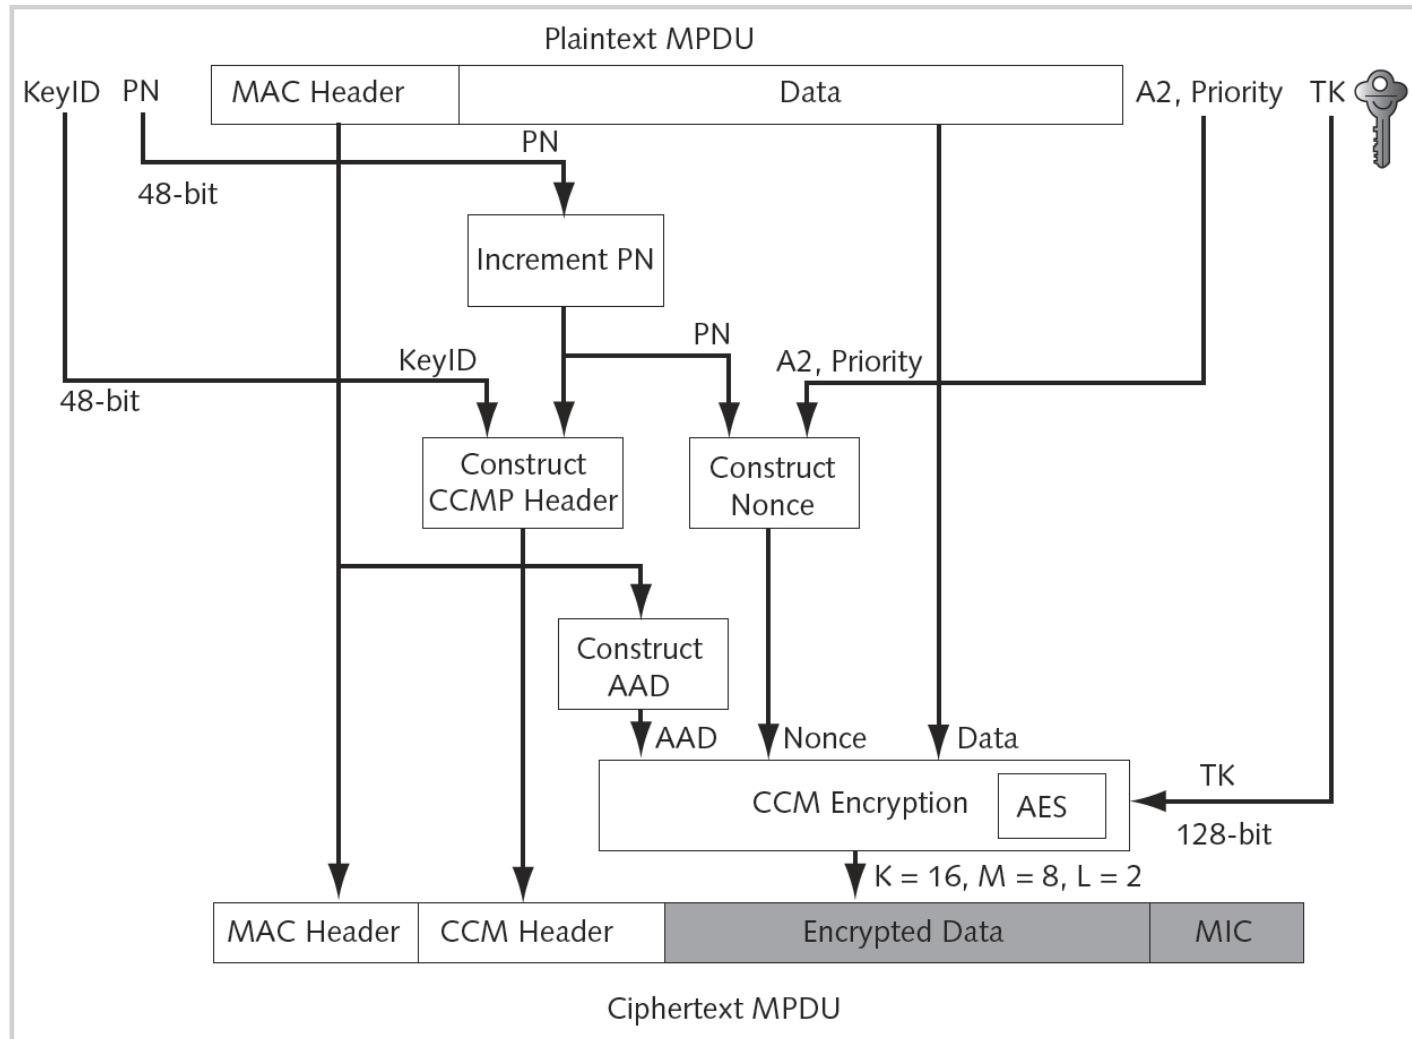 Plaintext MPDU
KeyID PN MAC Header Data A2, Priority TK
PN
48-bit
Increment PN
PN
KeyID
A2, Priority
48-bit
Construct
CCMP Header
Construct
Nonce
Construct
AAD
AAD
Nonce
Data
CCM Encryption
AES
TK
128-bit
K = 16, M = 8, L = 2
MAC Header CCM Header Encrypted Data MIC
Ciphertext MPDU